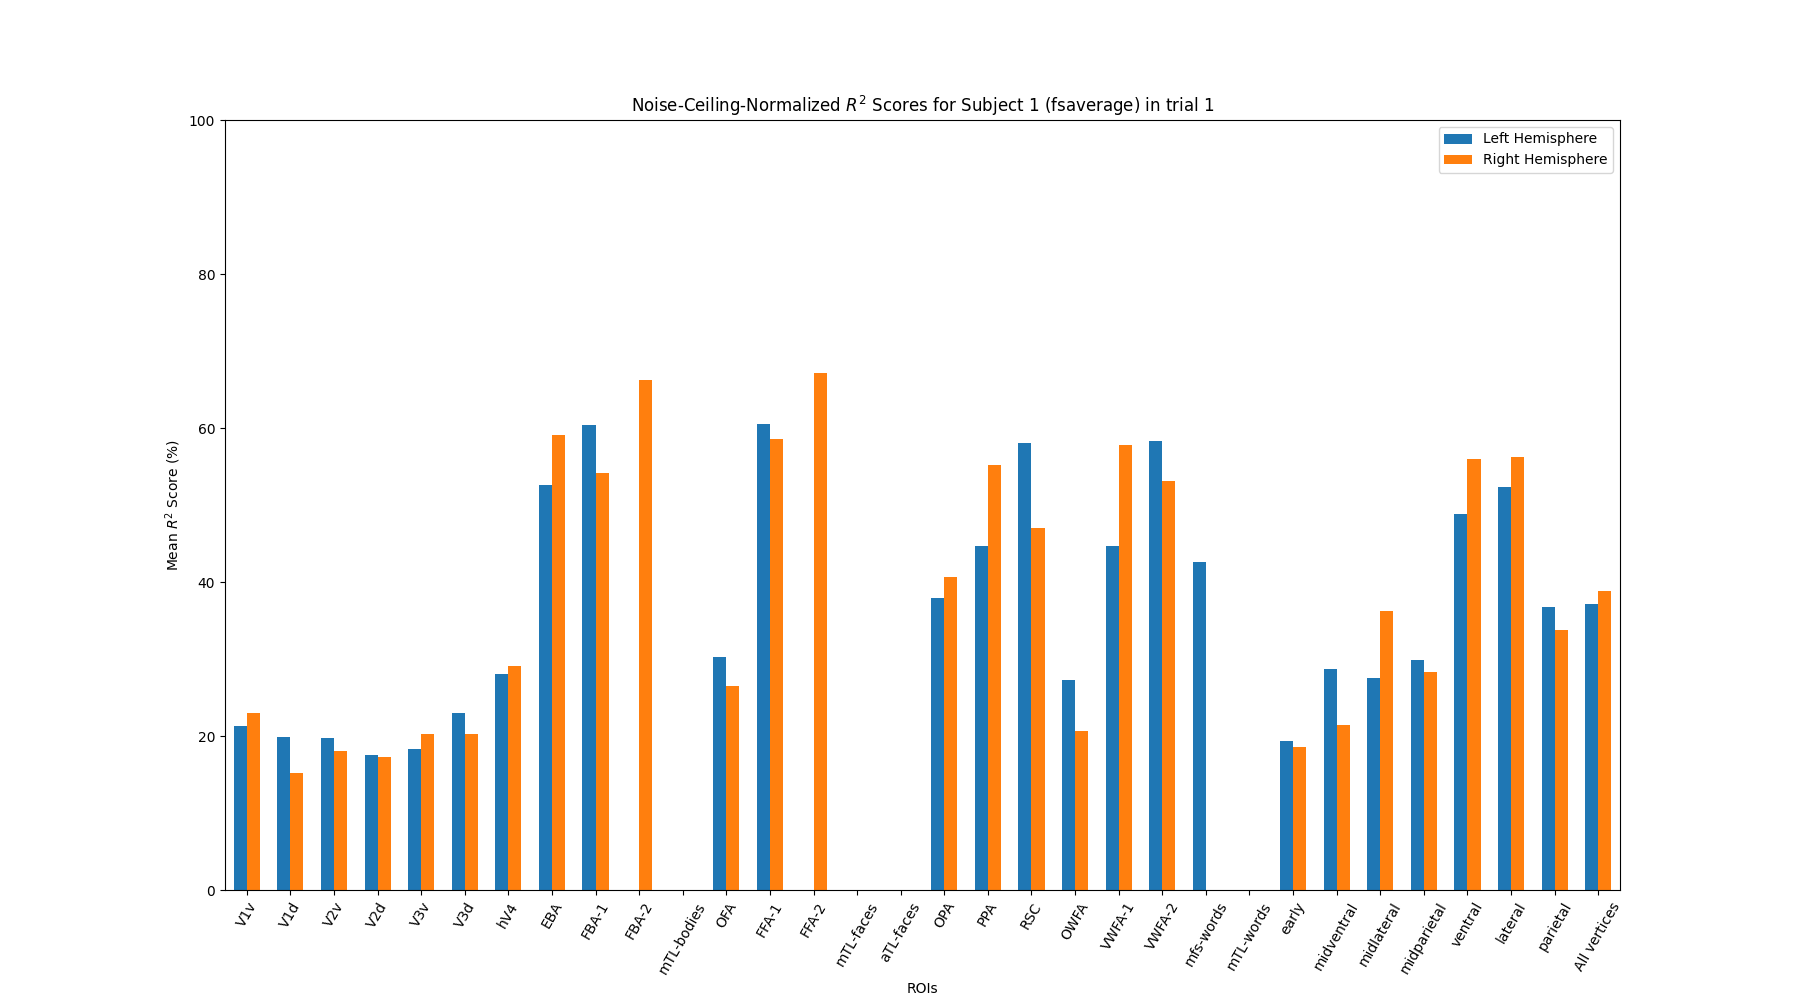 Noise-Ceiling-Normalized R² Scores for Subject 1 (fsaverage) in trial 1
Left Hemisphere
Right Hemisphere
Mean R² Score (%)
100
80
60
40
20
0
V1v
V1d
V2v
V2d
V3v
V3d
hV4
EBA
FBA-1
FBA-2
mTL-bodies
OFA
FFA-1
FFA-2
mTL-faces
aTL-faces
OPA
PPA
RSC
OWFA
VWFA-1
VWFA-2
mfs-words
mTL-words
early
midventral
midlateral
midparietal
ventral
lateral
parietal
All vertices
ROIs